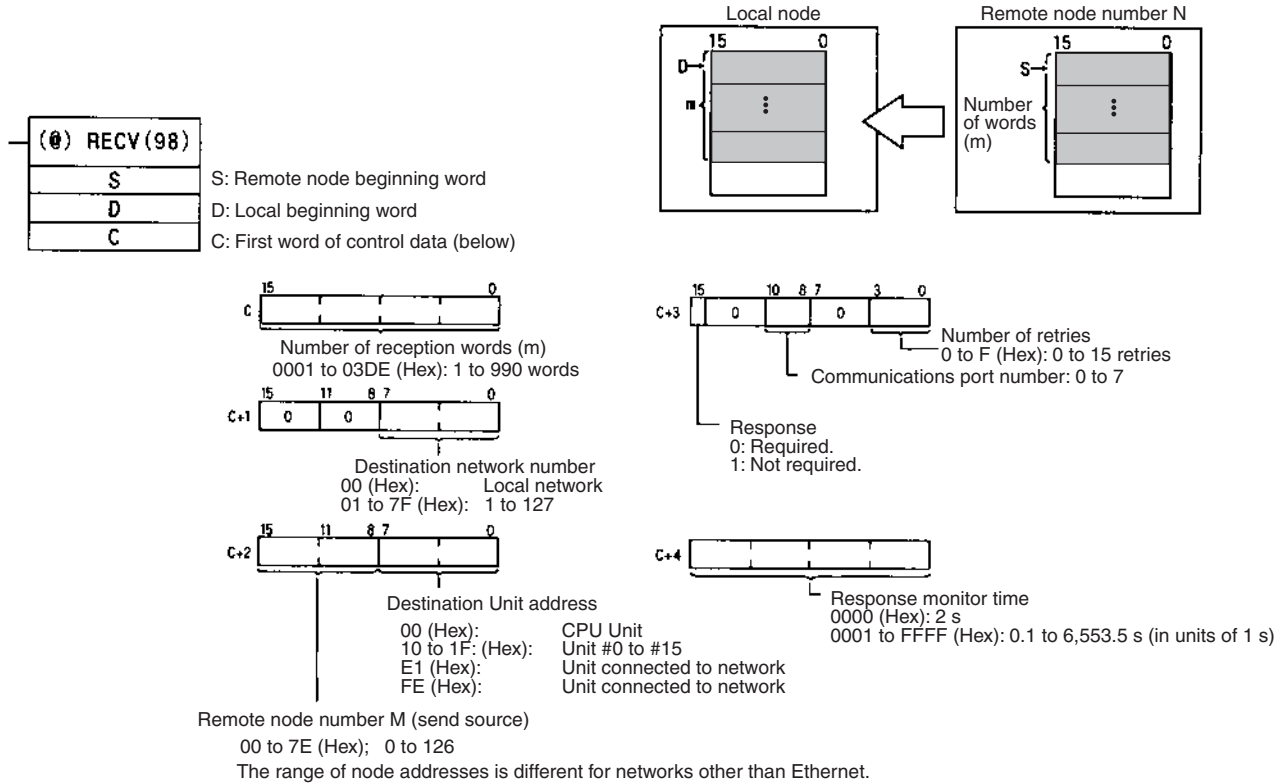 Local node
Remote node number N
15 0
D
m
15 0
S
Number
of words
(m)
(@) RECV(98)
S
D
C
S: Remote node beginning word
D: Local beginning word
C: First word of control data (below)
15 0
C
Number of reception words (m)
0001 to 03DE (Hex): 1 to 990 words
15 11 8 7 0
C+1 0 0
Destination network number
00 (Hex): Local network
01 to 7F (Hex): 1 to 127
15 11 8 7 0
C+2
Destination Unit address
00 (Hex): CPU Unit
10 to 1F: (Hex): Unit #0 to #15
E1 (Hex): Unit connected to network
FE (Hex): Unit connected to network
Remote node number M (send source)
00 to 7E (Hex); 0 to 126
The range of node addresses is different for networks other than Ethernet.
15 10 8 7 3 0
C+3 0 0
Number of retries
0 to F (Hex): 0 to 15 retries
Communications port number: 0 to 7
Response
0: Required.
1: Not required.
C+4
Response monitor time
0000 (Hex): 2 s
0001 to FFFF (Hex): 0.1 to 6,553.5 s (in units of 1 s)